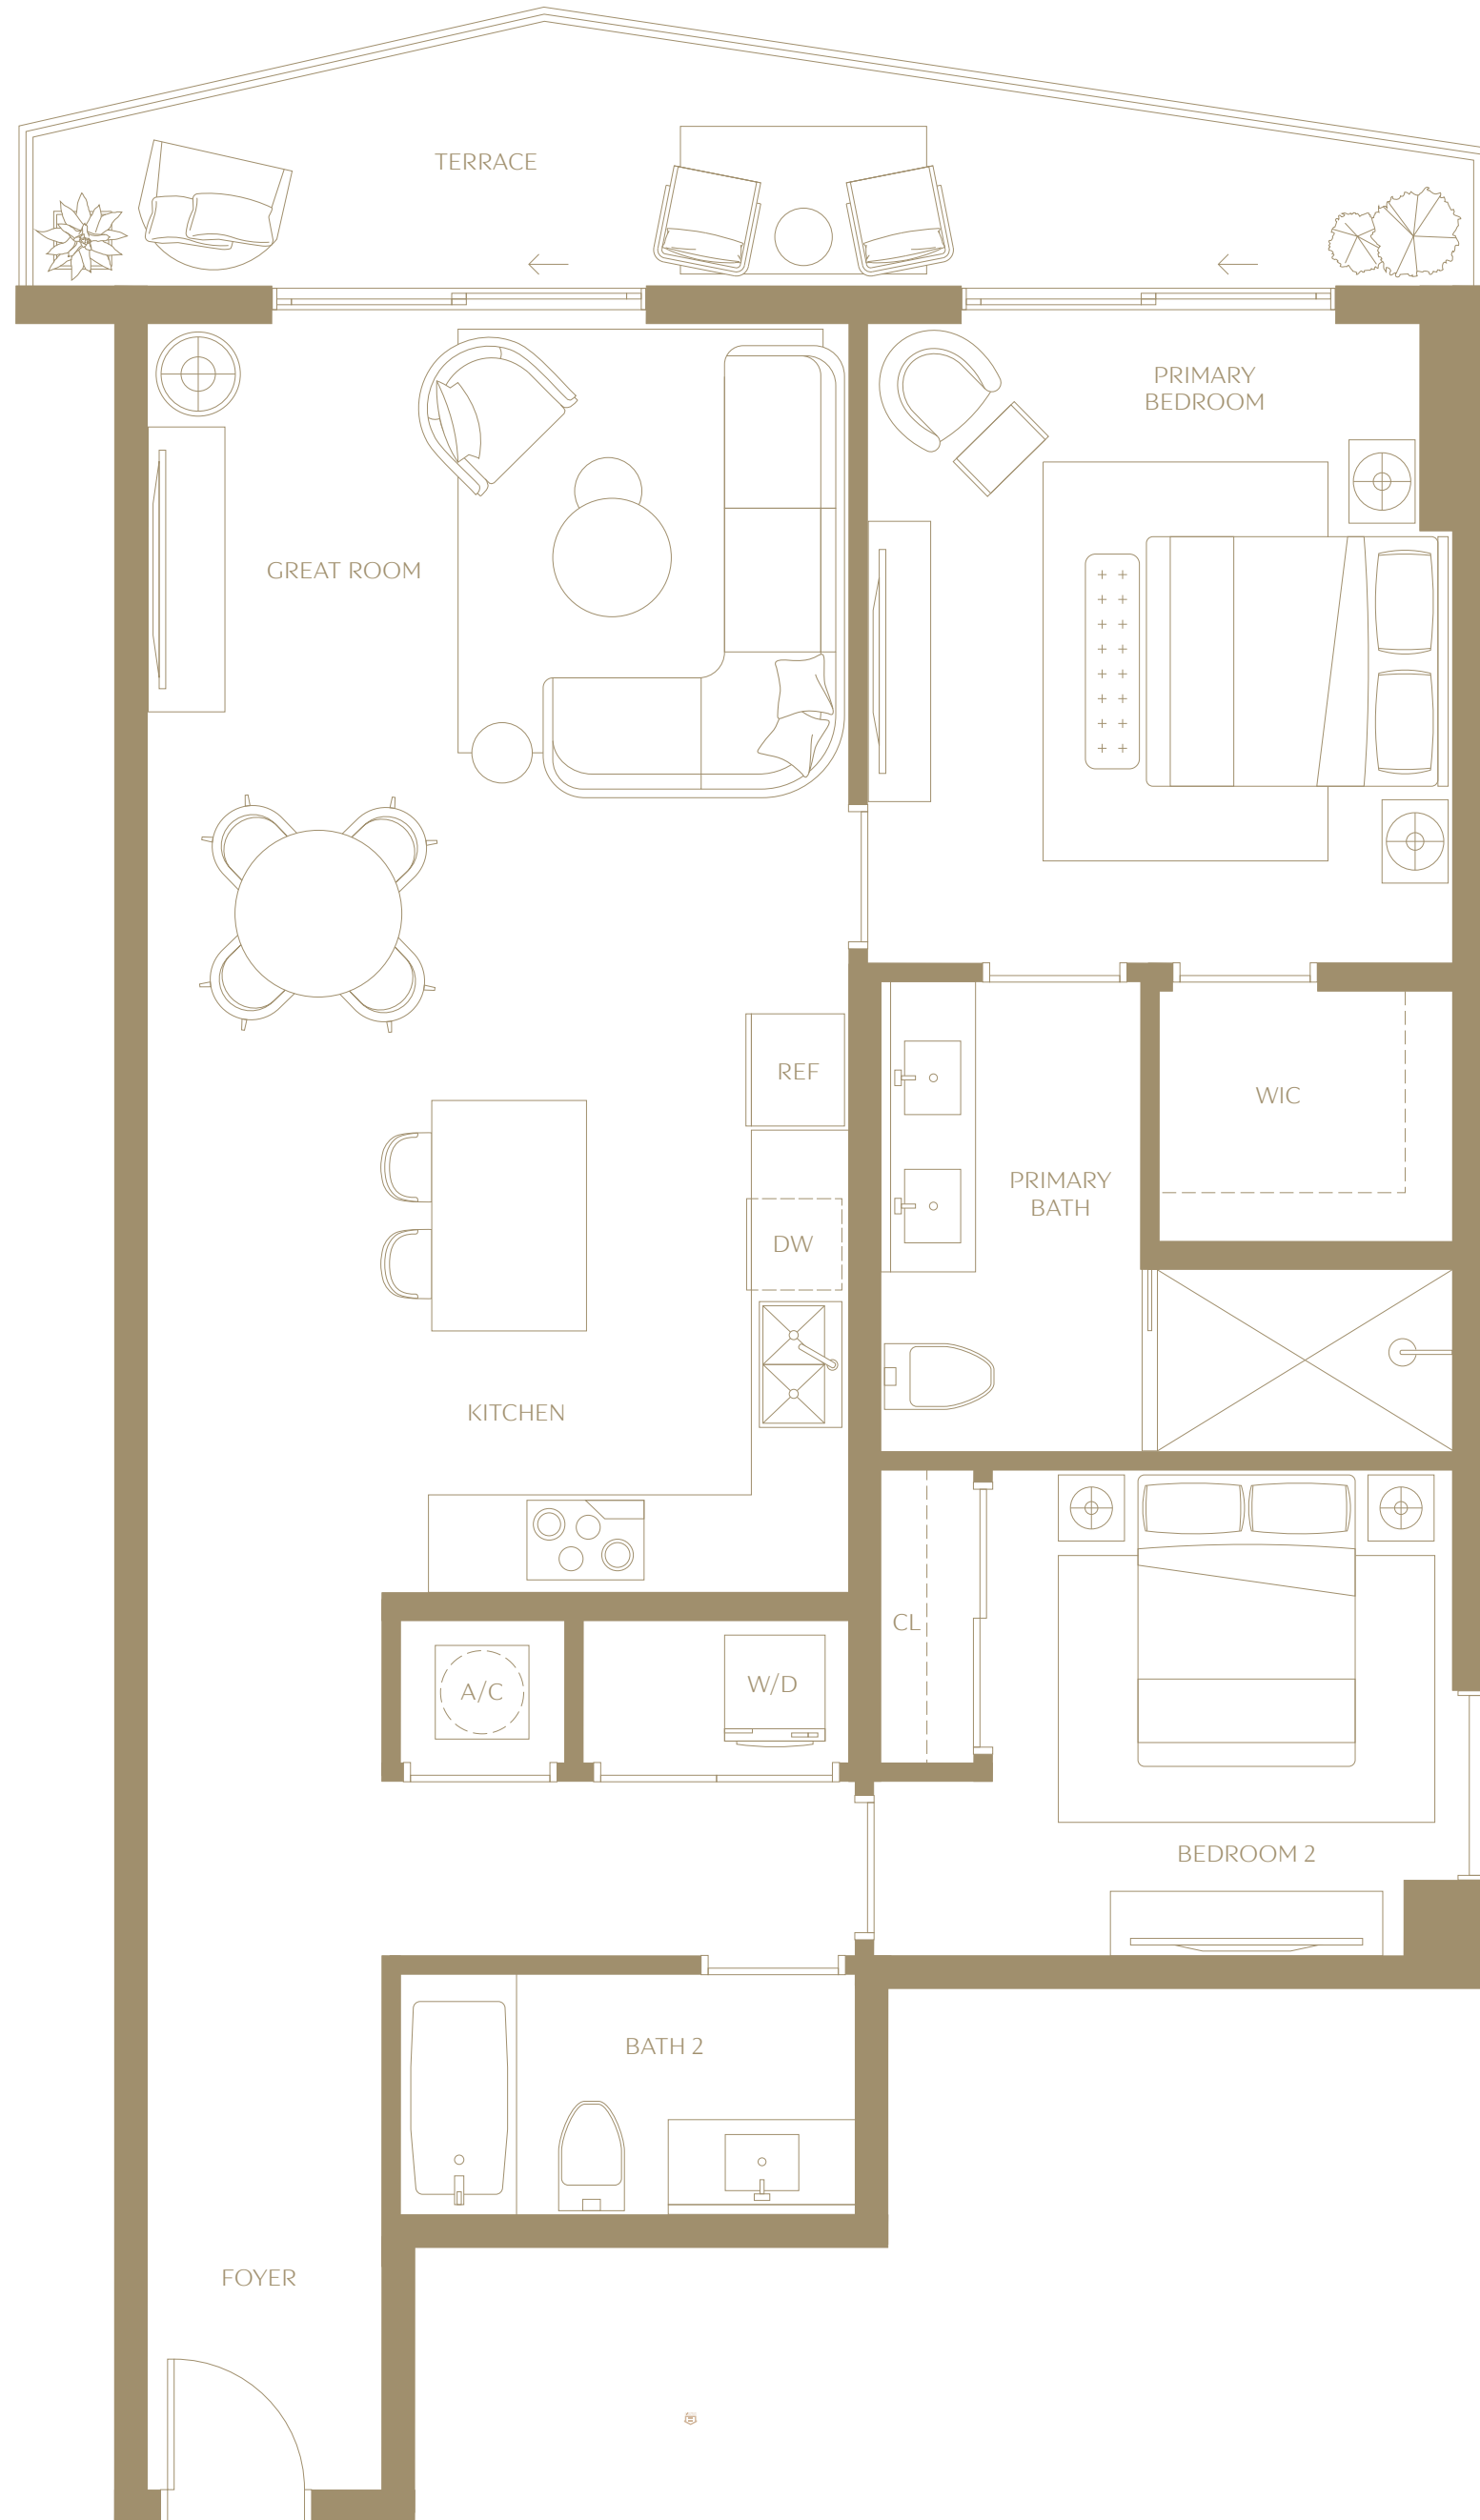 TERRACE
PRIMARY
BEDROOM
GREAT ROOM
REF
WIC
PRIMARY
BATH
DW
KITCHEN
CL
A/C
W/D
BEDROOM 2
BATH 2
FOYER